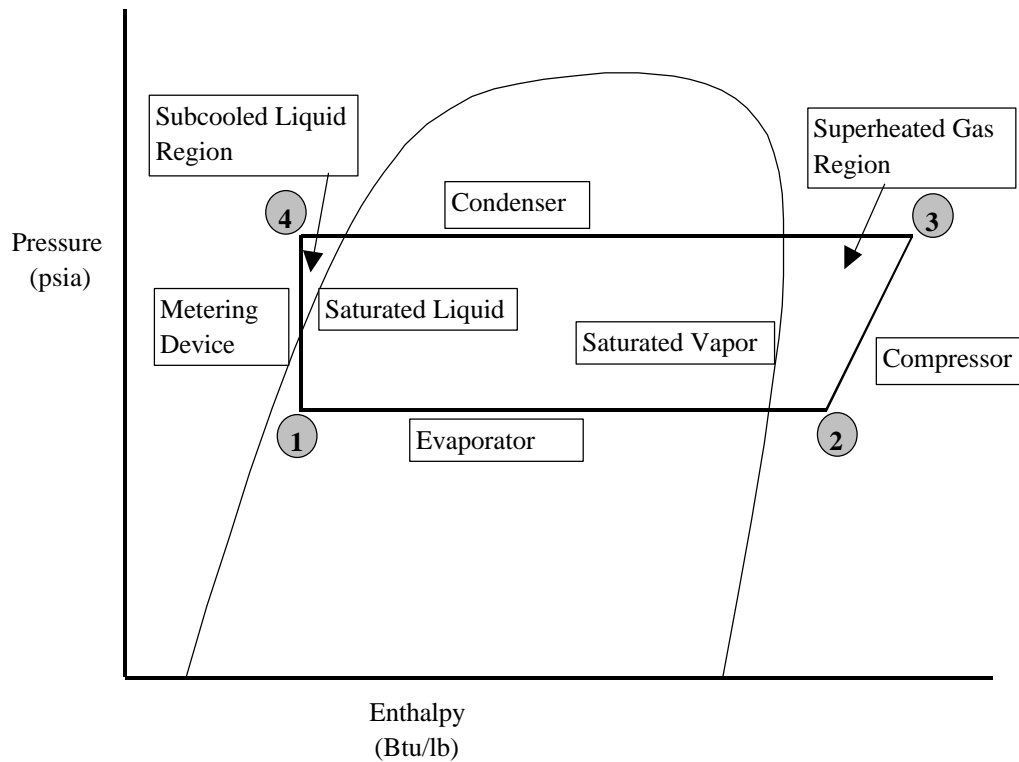 Subcooled Liquid
Region
Superheated Gas
Region
4
Condenser
3
Pressure
(psia)
Metering
Device
Saturated Liquid
Saturated Vapor
Compressor
1
Evaporator
2
Enthalpy
(Btu/lb)